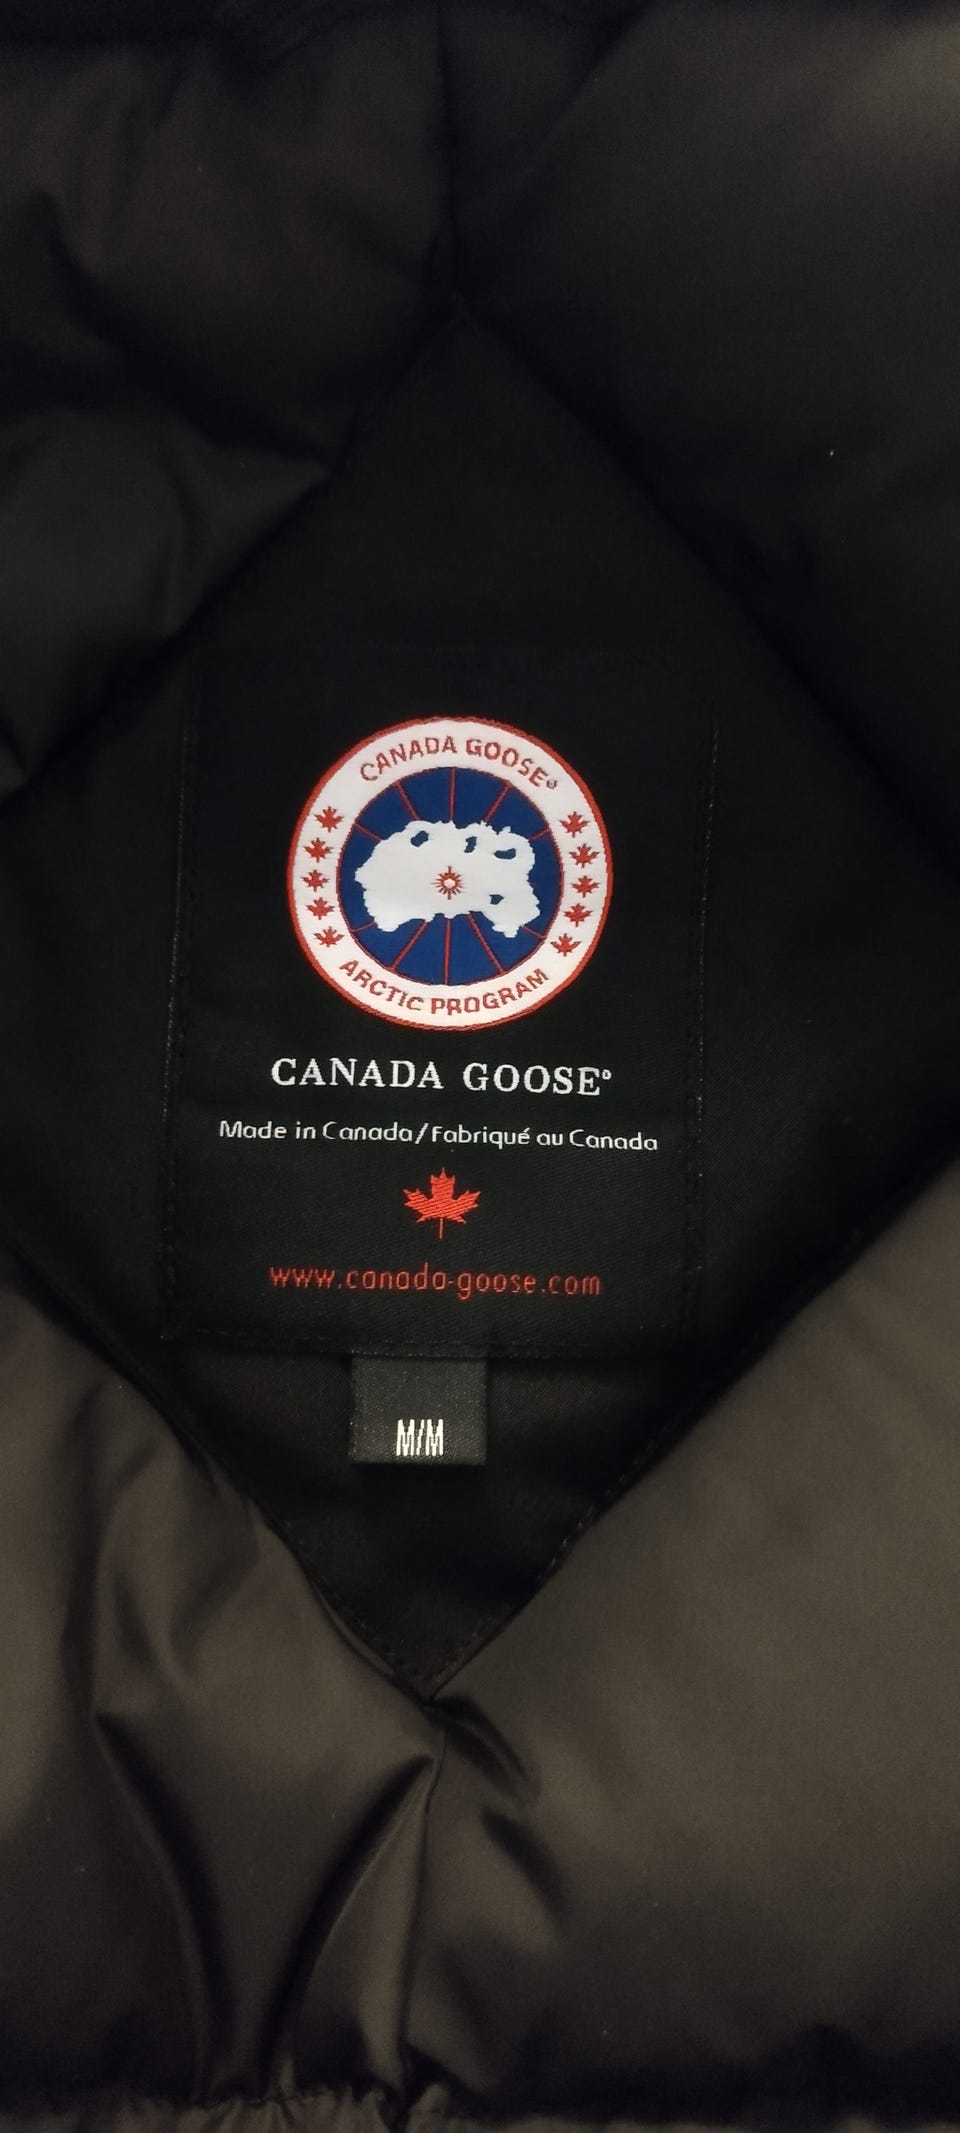 CANADA GOOSE®
ARCTIC PROGRAM
CANADA GOOSE®
Made in Canada/Fabriqué au Canada
www.canada-goose.com
M/M